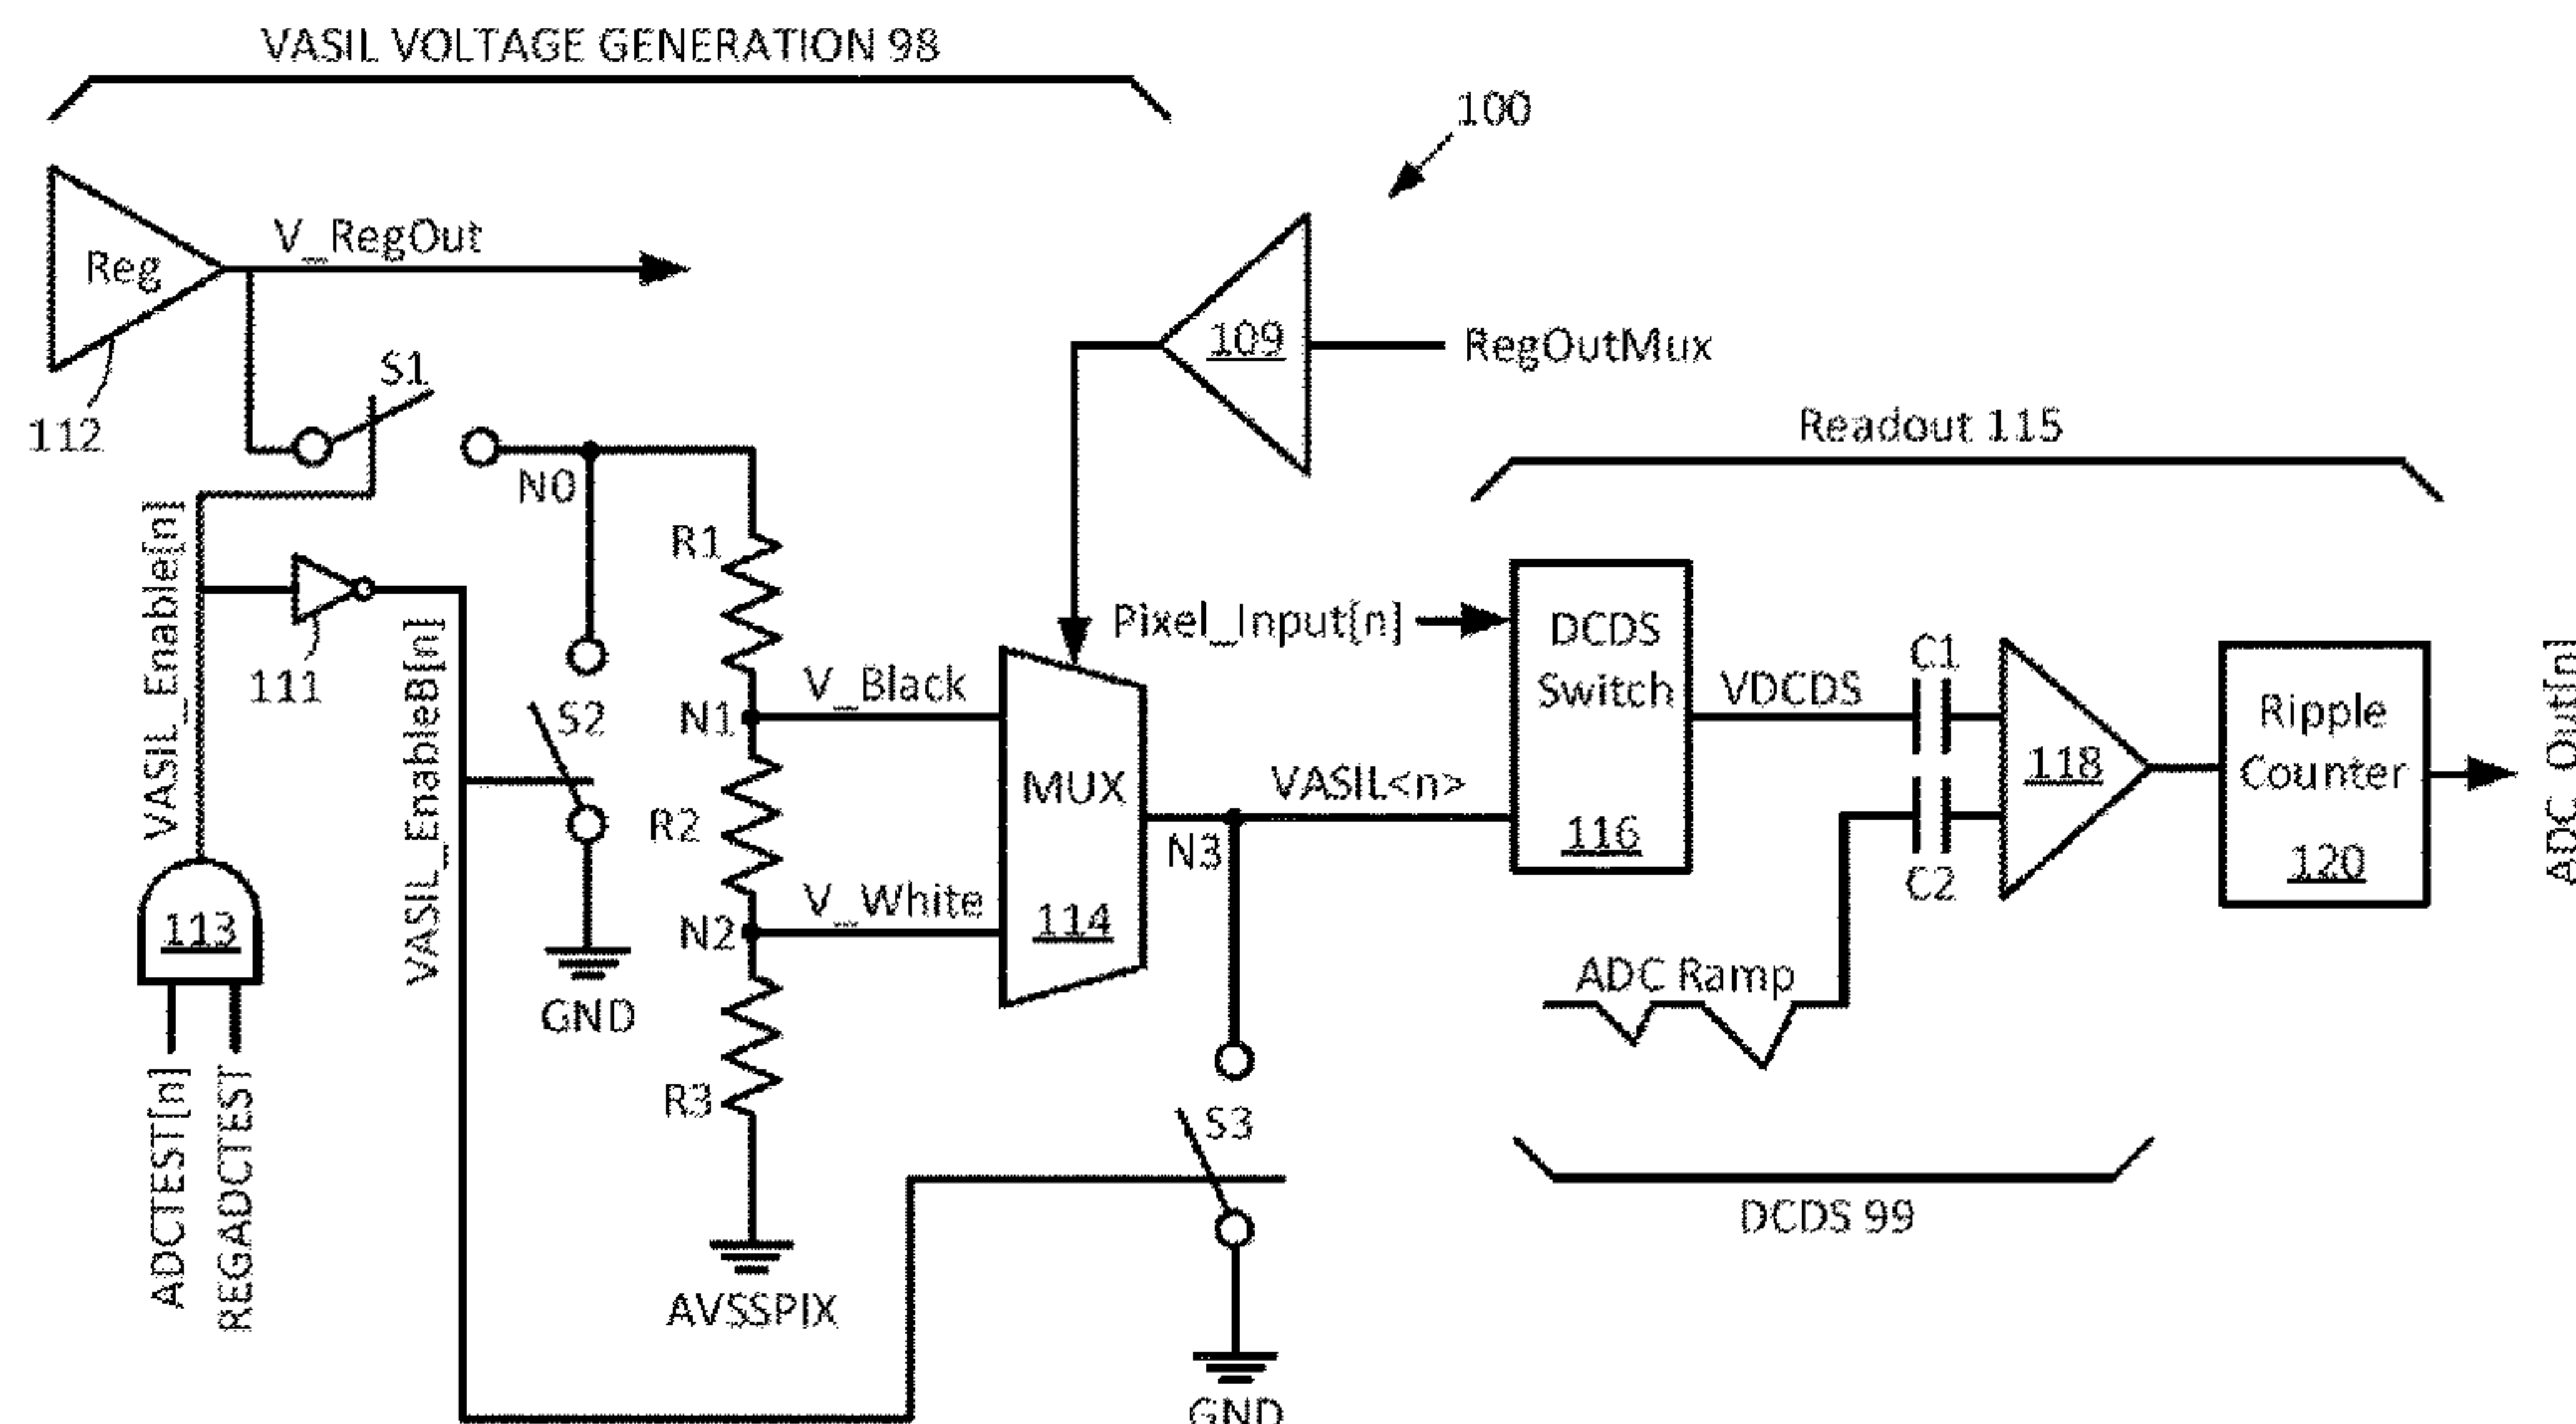 VASIL VOLTAGE GENERATION 98
100
Reg
V_RegOut
112
S1
109
RegOutMux
Readout 115
N0
R1
VASIL_Enable[n]
111
VASIL_EnableB[n]
S2
GND
113
ADCTEST[n]
REGADCTEST
N1
V_Black
R2
N2
V_White
R3
AVSSPIX
MUX
114
Pixel_Input[n]
VASIL<n>
N3
S3
GND
DCDS
Switch
116
VDCDS
C1
C2
118
ADC Ramp
DCDS 99
Ripple
Counter
120
ADC_Out[n]